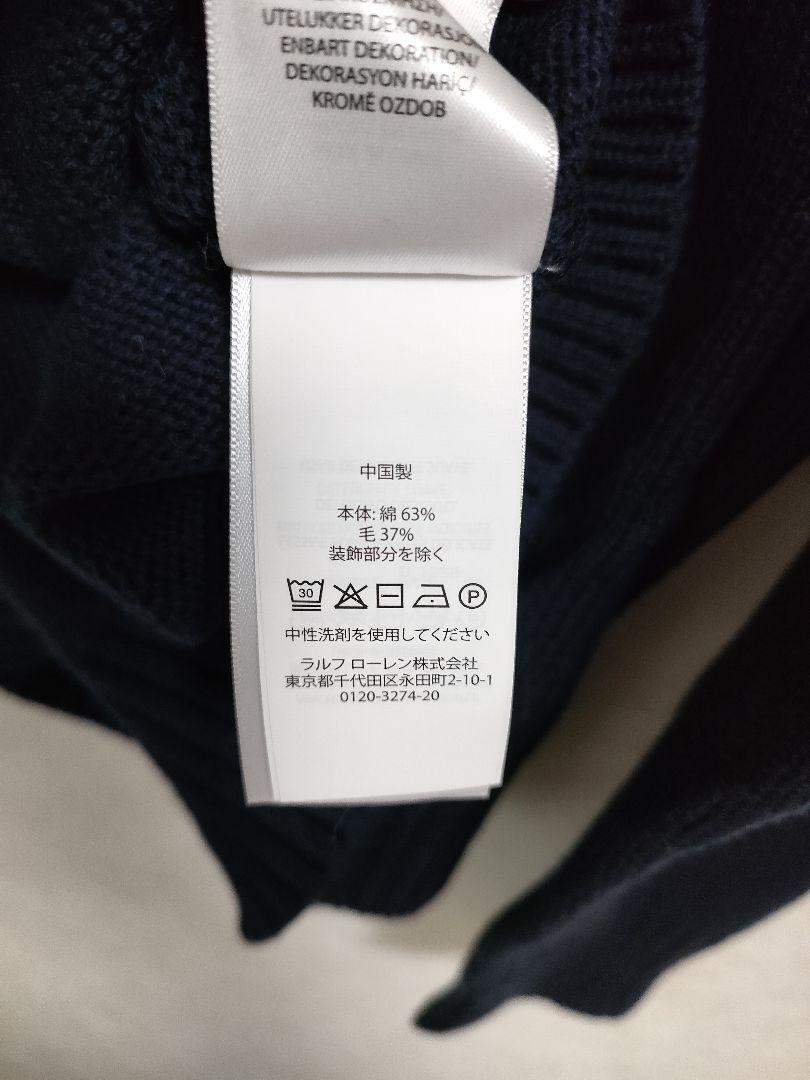 UTELUKKER DEKORASJON
ENBART DEKORATION/
DEKORASYON HARİÇ/
KROMĚ OZDOB
中国製
本体: 綿 63%
毛 37%
装飾部分を除く
30
P
中性洗剤を使用してください
ラルフ ローレン株式会社
東京都千代田区永田町2-10-1
0120-3274-20